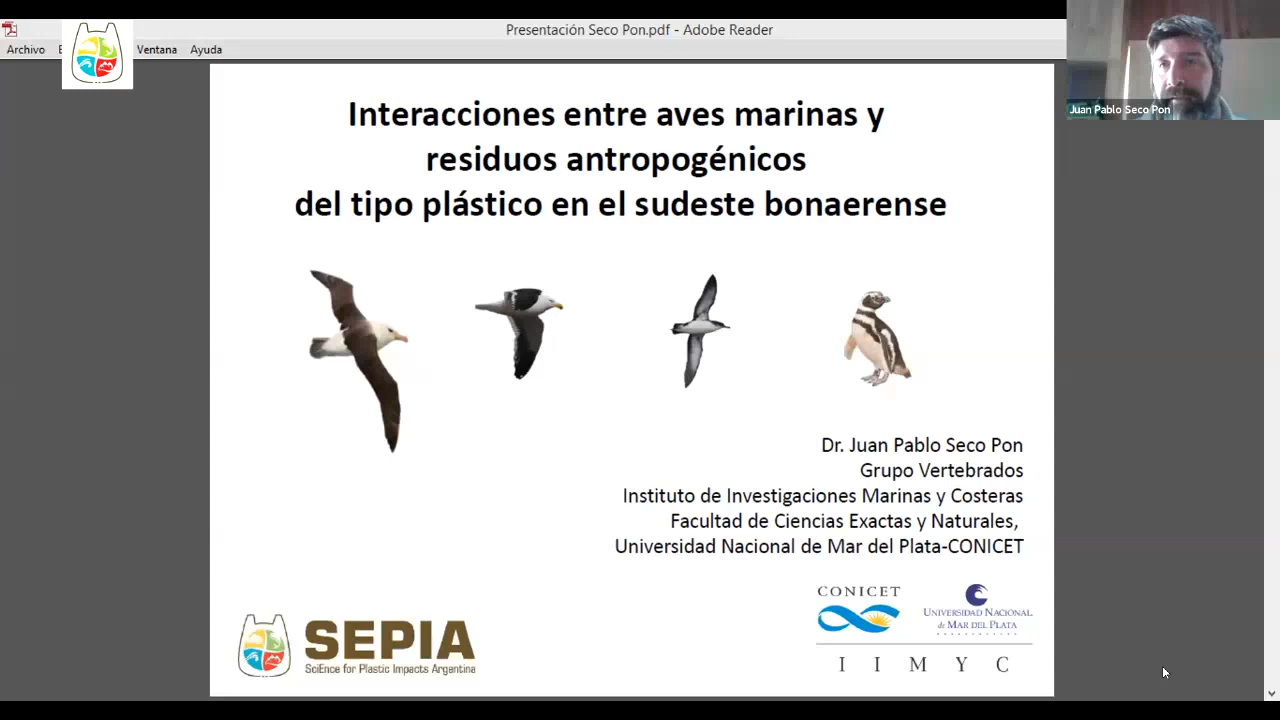 Presentación Seco Pon.pdf - Adobe Reader
Archivo
Ventana
Ayuda
Juan Pablo Seco Pon
Interacciones entre aves marinas y
residuos antropogénicos
del tipo plástico en el sudeste bonaerense
Dr. Juan Pablo Seco Pon
Grupo Vertebrados
Instituto de Investigaciones Marinas y Costeras
Facultad de Ciencias Exactas y Naturales,
Universidad Nacional de Mar del Plata-CONICET
SEPIA
SciEnce for Plastic Impacts Argentina
CONICET
UNIVERSIDAD NACIONAL
de MAR DEL PLATA
I I M Y C